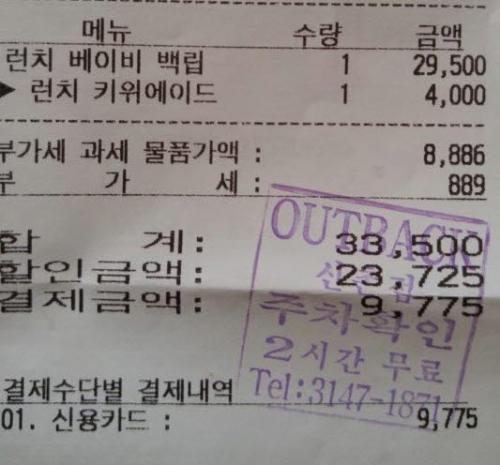 메뉴 수량 금액
런치 베이비 백립 1 29,500
▶ 런치 키위에이드 1 4,000
부가세 과세 물품가액 : 8,886
부 가 세 : 889
합 계 : 33,500
할인금액 : 23,725
결제금액 : 9,775
OUTBACK
주차확인
2시간 무료
Tel:3147-1871
결제수단별 결제내역
01. 신용카드 : 9,775